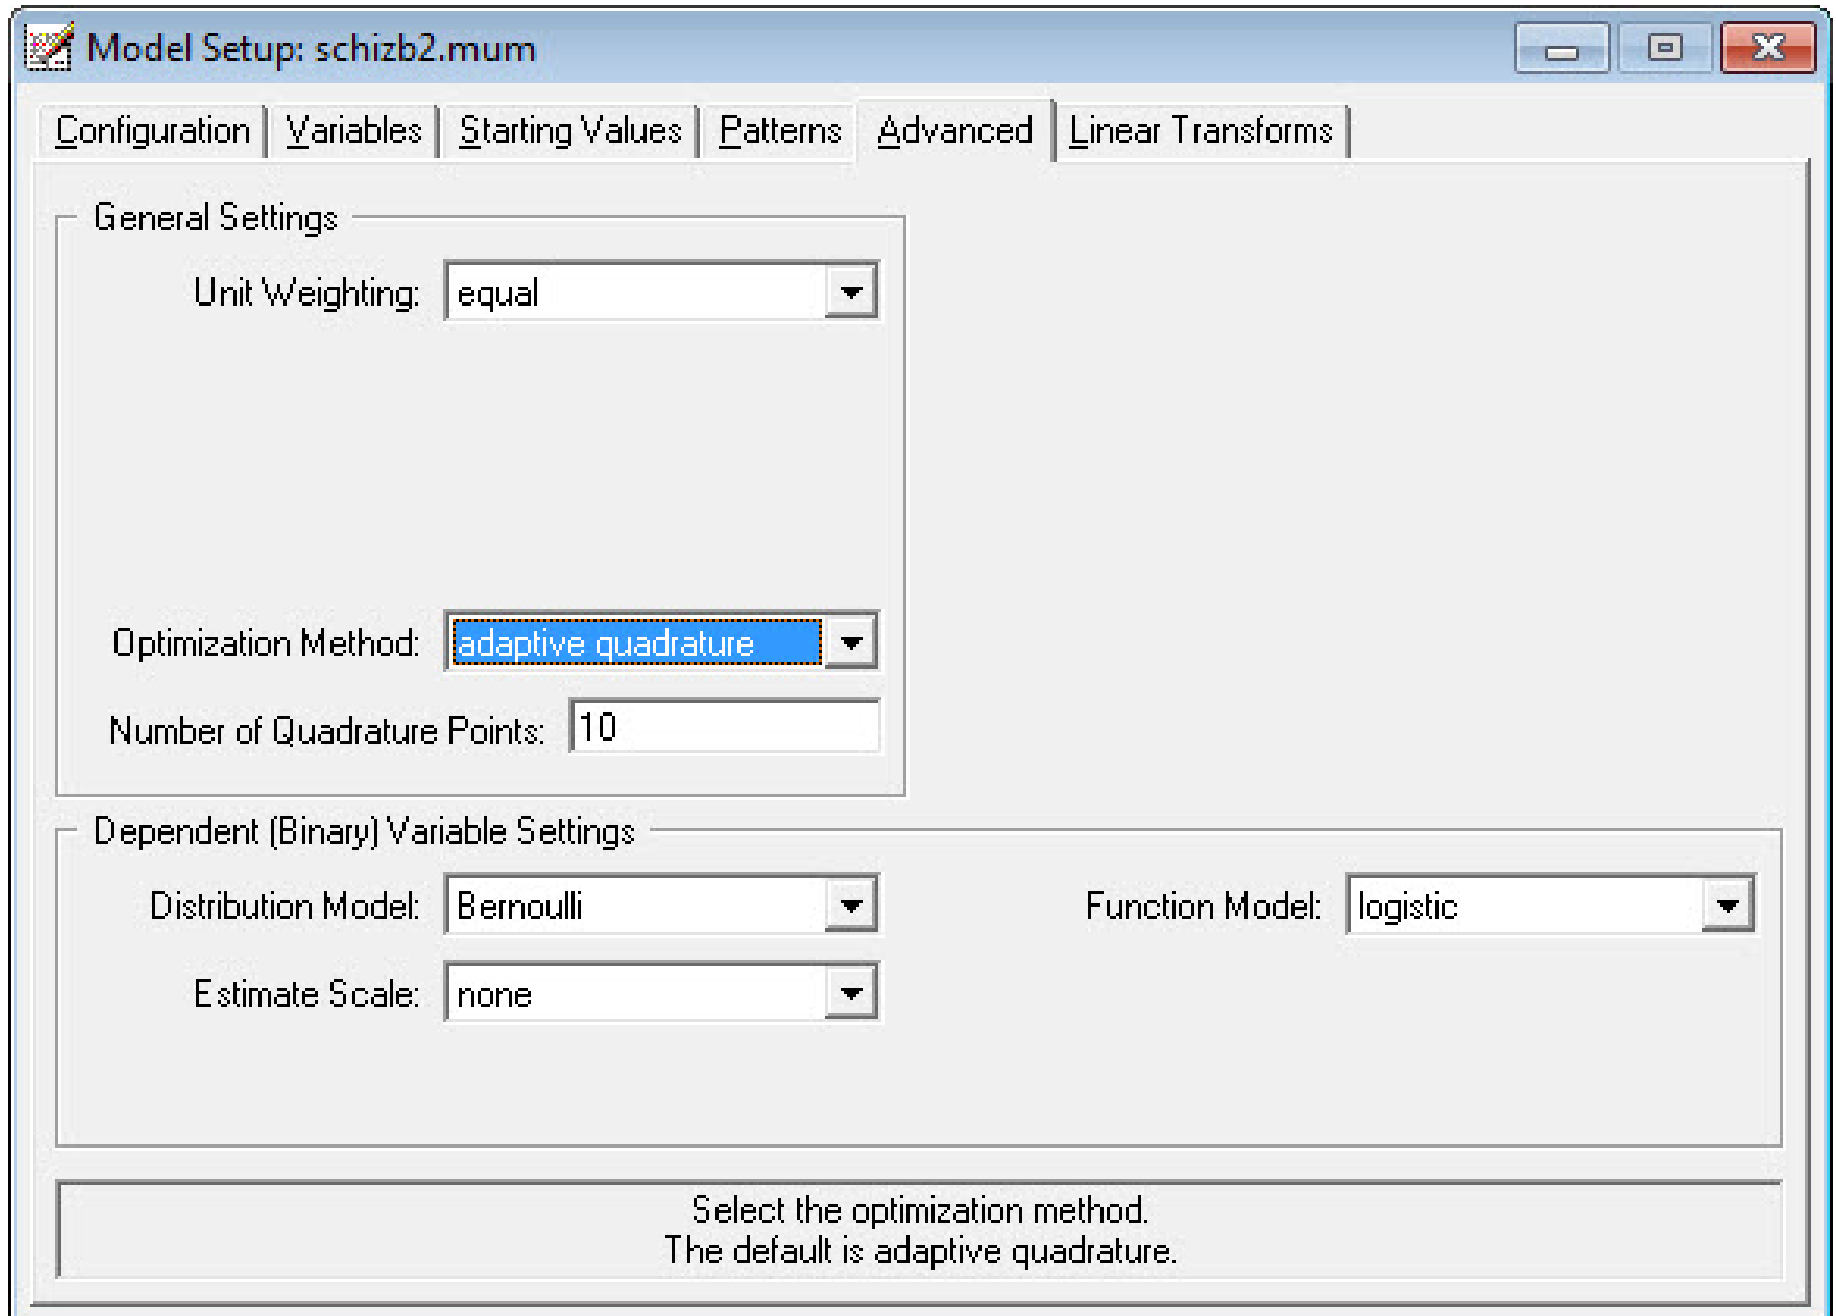 Model Setup: schizb2.mum
Configuration Variables Starting Values Patterns Advanced Linear Transforms
General Settings
Unit Weighting: equal
Optimization Method: adaptive quadrature
Number of Quadrature Points: 10
Dependent (Binary) Variable Settings
Distribution Model: Bernoulli Function Model: logistic
Estimate Scale: none
Select the optimization method.
The default is adaptive quadrature.